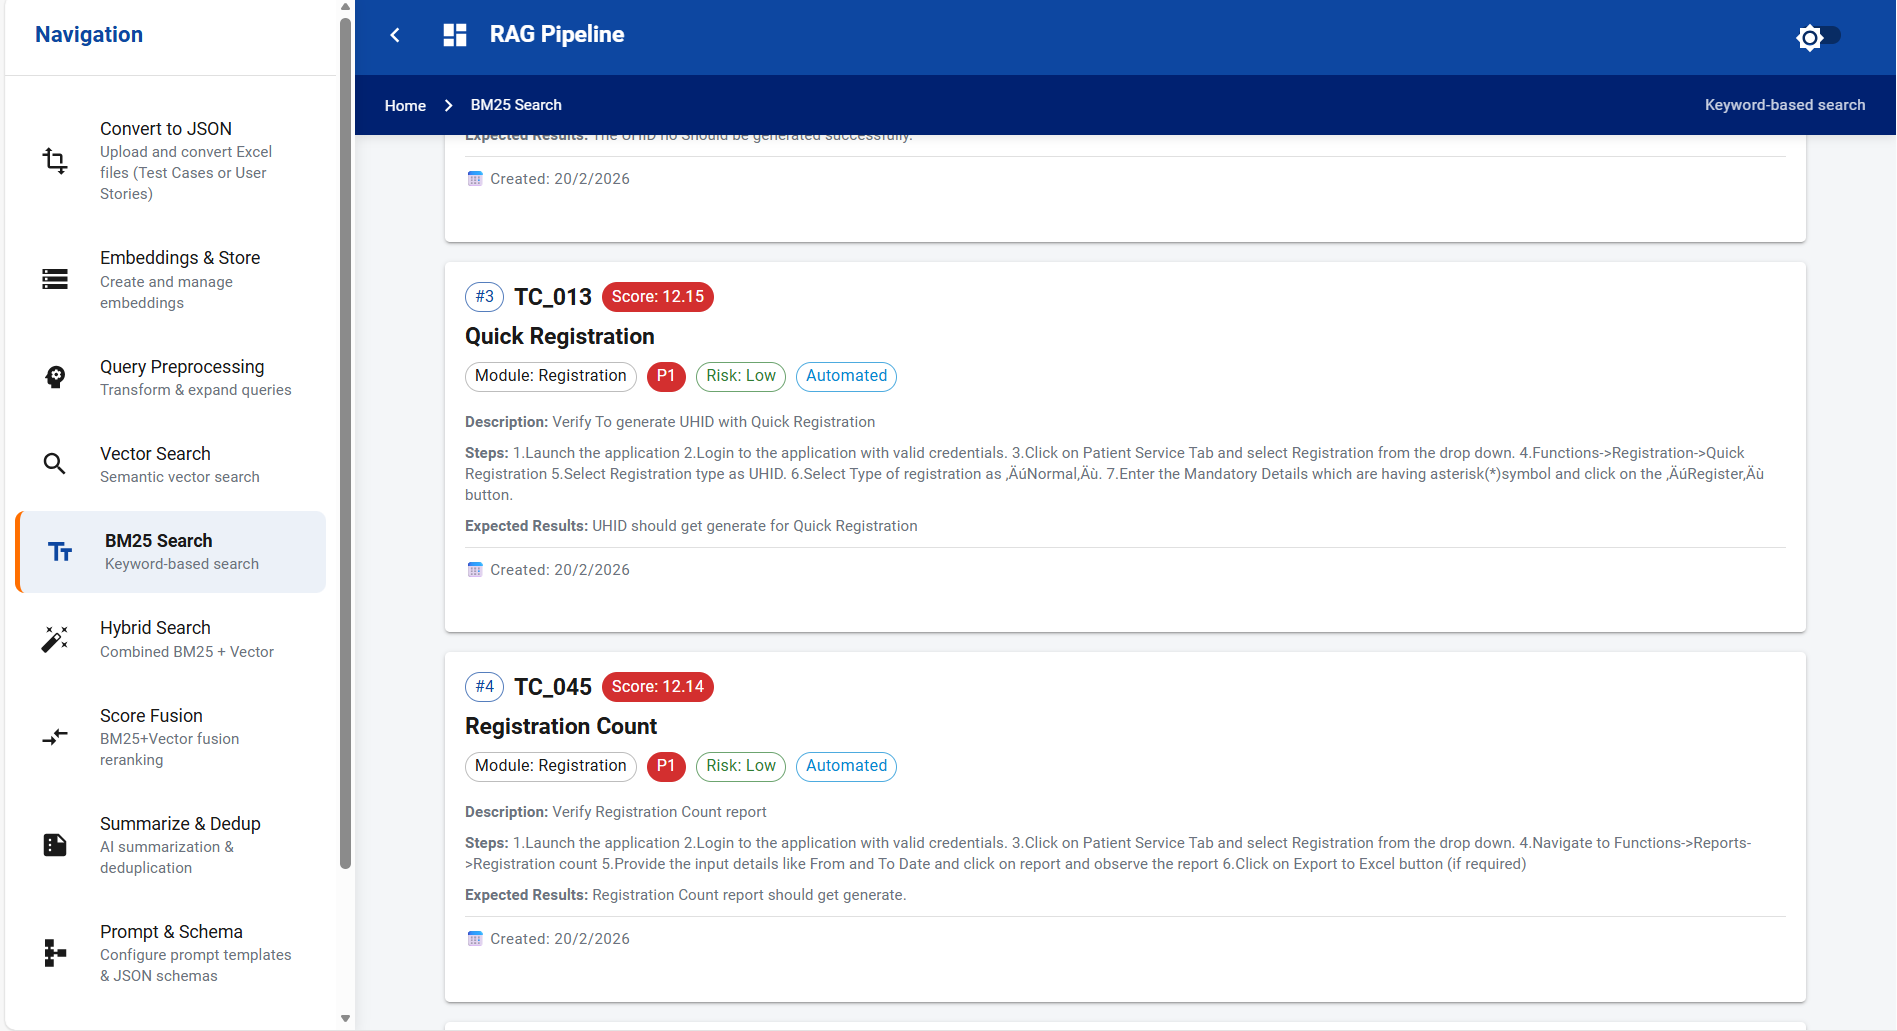 Navigation
Convert to JSON
Upload and convert Excel
files (Test Cases or User
Stories)
Embeddings & Store
Create and manage
embeddings
Query Preprocessing
Transform & expand queries
Vector Search
Semantic vector search
BM25 Search
Keyword-based search
Hybrid Search
Combined BM25 + Vector
Score Fusion
BM25+Vector fusion
reranking
Summarize & Dedup
AI summarization &
deduplication
Prompt & Schema
Configure prompt templates
& JSON schemas
RAG Pipeline
Home > BM25 Search
Keyword-based search
Expected Results: The UHID no Should be generated successfully.
Created: 20/2/2026
#3 TC_013 Score: 12.15
Quick Registration
Module: Registration P1 Risk: Low Automated
Description: Verify To generate UHID with Quick Registration
Steps: 1.Launch the application 2.Login to the application with valid credentials. 3.Click on Patient Service Tab and select Registration from the drop down. 4.Functions->Registration->Quick
Registration 5.Select Registration type as UHID. 6.Select Type of registration as ‚ÄúNormal‚Äù. 7.Enter the Mandatory Details which are having asterisk(*)symbol and click on the ‚ÄúRegister‚Äù
button.
Expected Results: UHID should get generate for Quick Registration
Created: 20/2/2026
#4 TC_045 Score: 12.14
Registration Count
Module: Registration P1 Risk: Low Automated
Description: Verify Registration Count report
Steps: 1.Launch the application 2.Login to the application with valid credentials. 3.Click on Patient Service Tab and select Registration from the drop down. 4.Navigate to Functions->Reports-
>Registration count 5.Provide the input details like From and To Date and click on report and observe the report 6.Click on Export to Excel button (if required)
Expected Results: Registration Count report should get generate.
Created: 20/2/2026